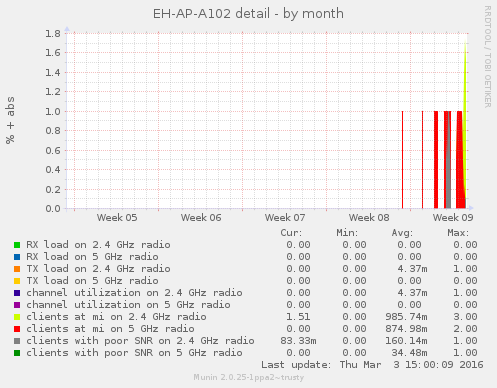 EH-AP-A102 detail - by month
RRDTOOL / TOBI OETIKER
% + abs
1.8
1.6
1.4
1.2
1.0
0.8
0.6
0.4
0.2
0.0
Week 05 Week 06 Week 07 Week 08 Week 09
Cur: Min: Avg: Max:
RX load on 2.4 GHz radio 0.00 0.00 0.00 0.00
RX load on 5 GHz radio 0.00 0.00 0.00 0.00
TX load on 2.4 GHz radio 0.00 0.00 4.37m 1.00
TX load on 5 GHz radio 0.00 0.00 0.00 0.00
channel utilization on 2.4 GHz radio 0.00 0.00 4.37m 1.00
channel utilization on 5 GHz radio 0.00 0.00 0.00 0.00
clients at mi on 2.4 GHz radio 1.51 0.00 985.74m 3.00
clients at mi on 5 GHz radio 0.00 0.00 874.98m 2.00
clients with poor SNR on 2.4 GHz radio 83.33m 0.00 160.14m 1.00
clients with poor SNR on 5 GHz radio 0.00 0.00 34.48m 1.00
Last update: Thu Mar 3 15:00:09 2016
Munin 2.0.25-1ppa2~trusty